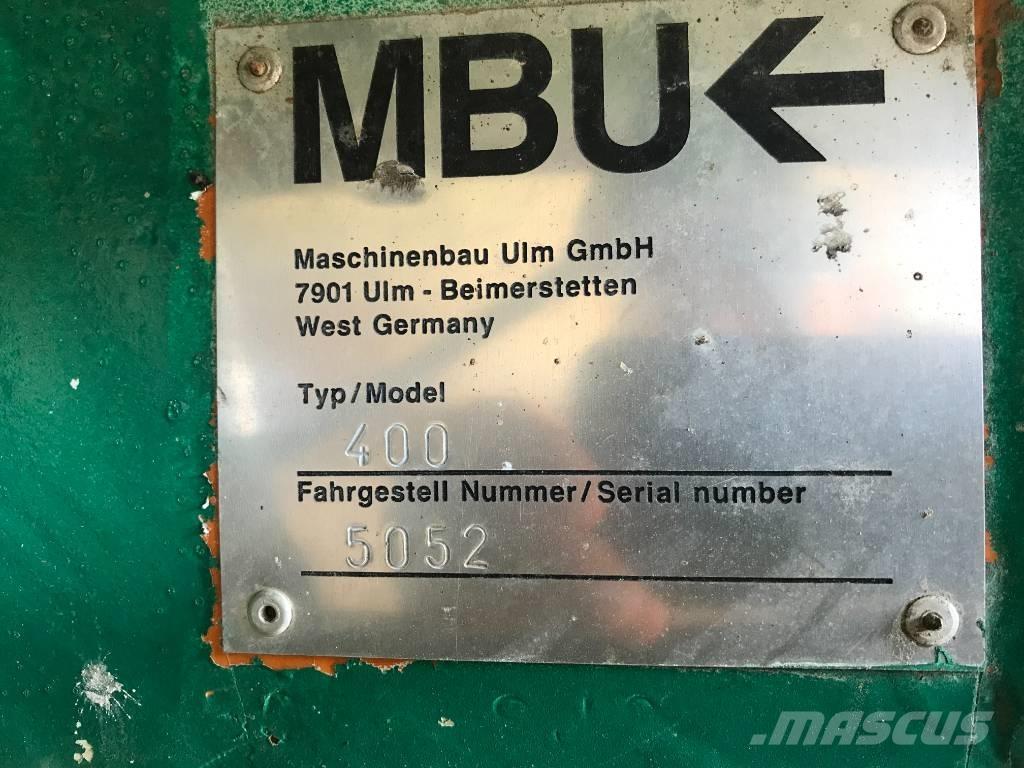 MBU
Maschinenbau Ulm GmbH
7901 Ulm - Beimerstetten
West Germany
Typ/Model
400
Fahrgestell Nummer/Serial number
5052
MASCUS